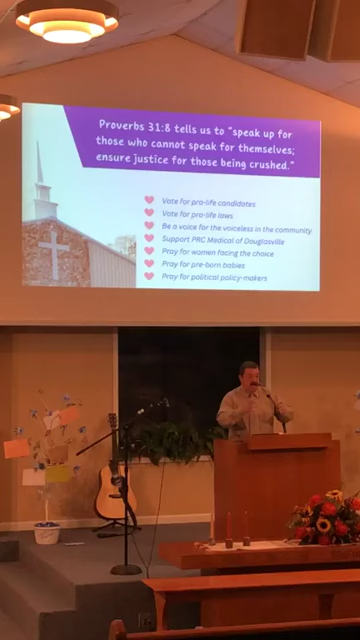 Proverbs 31:8 tells us to "speak up for
those who cannot speak for themselves;
ensure justice for those being crushed."
Vote for pro-life candidates
Vote for pro-life laws
Be a voice for the voiceless in the community
Support PRC Medical of Douglasville
Pray for women facing the choice
Pray for pre-born babies
Pray for political policy-makers